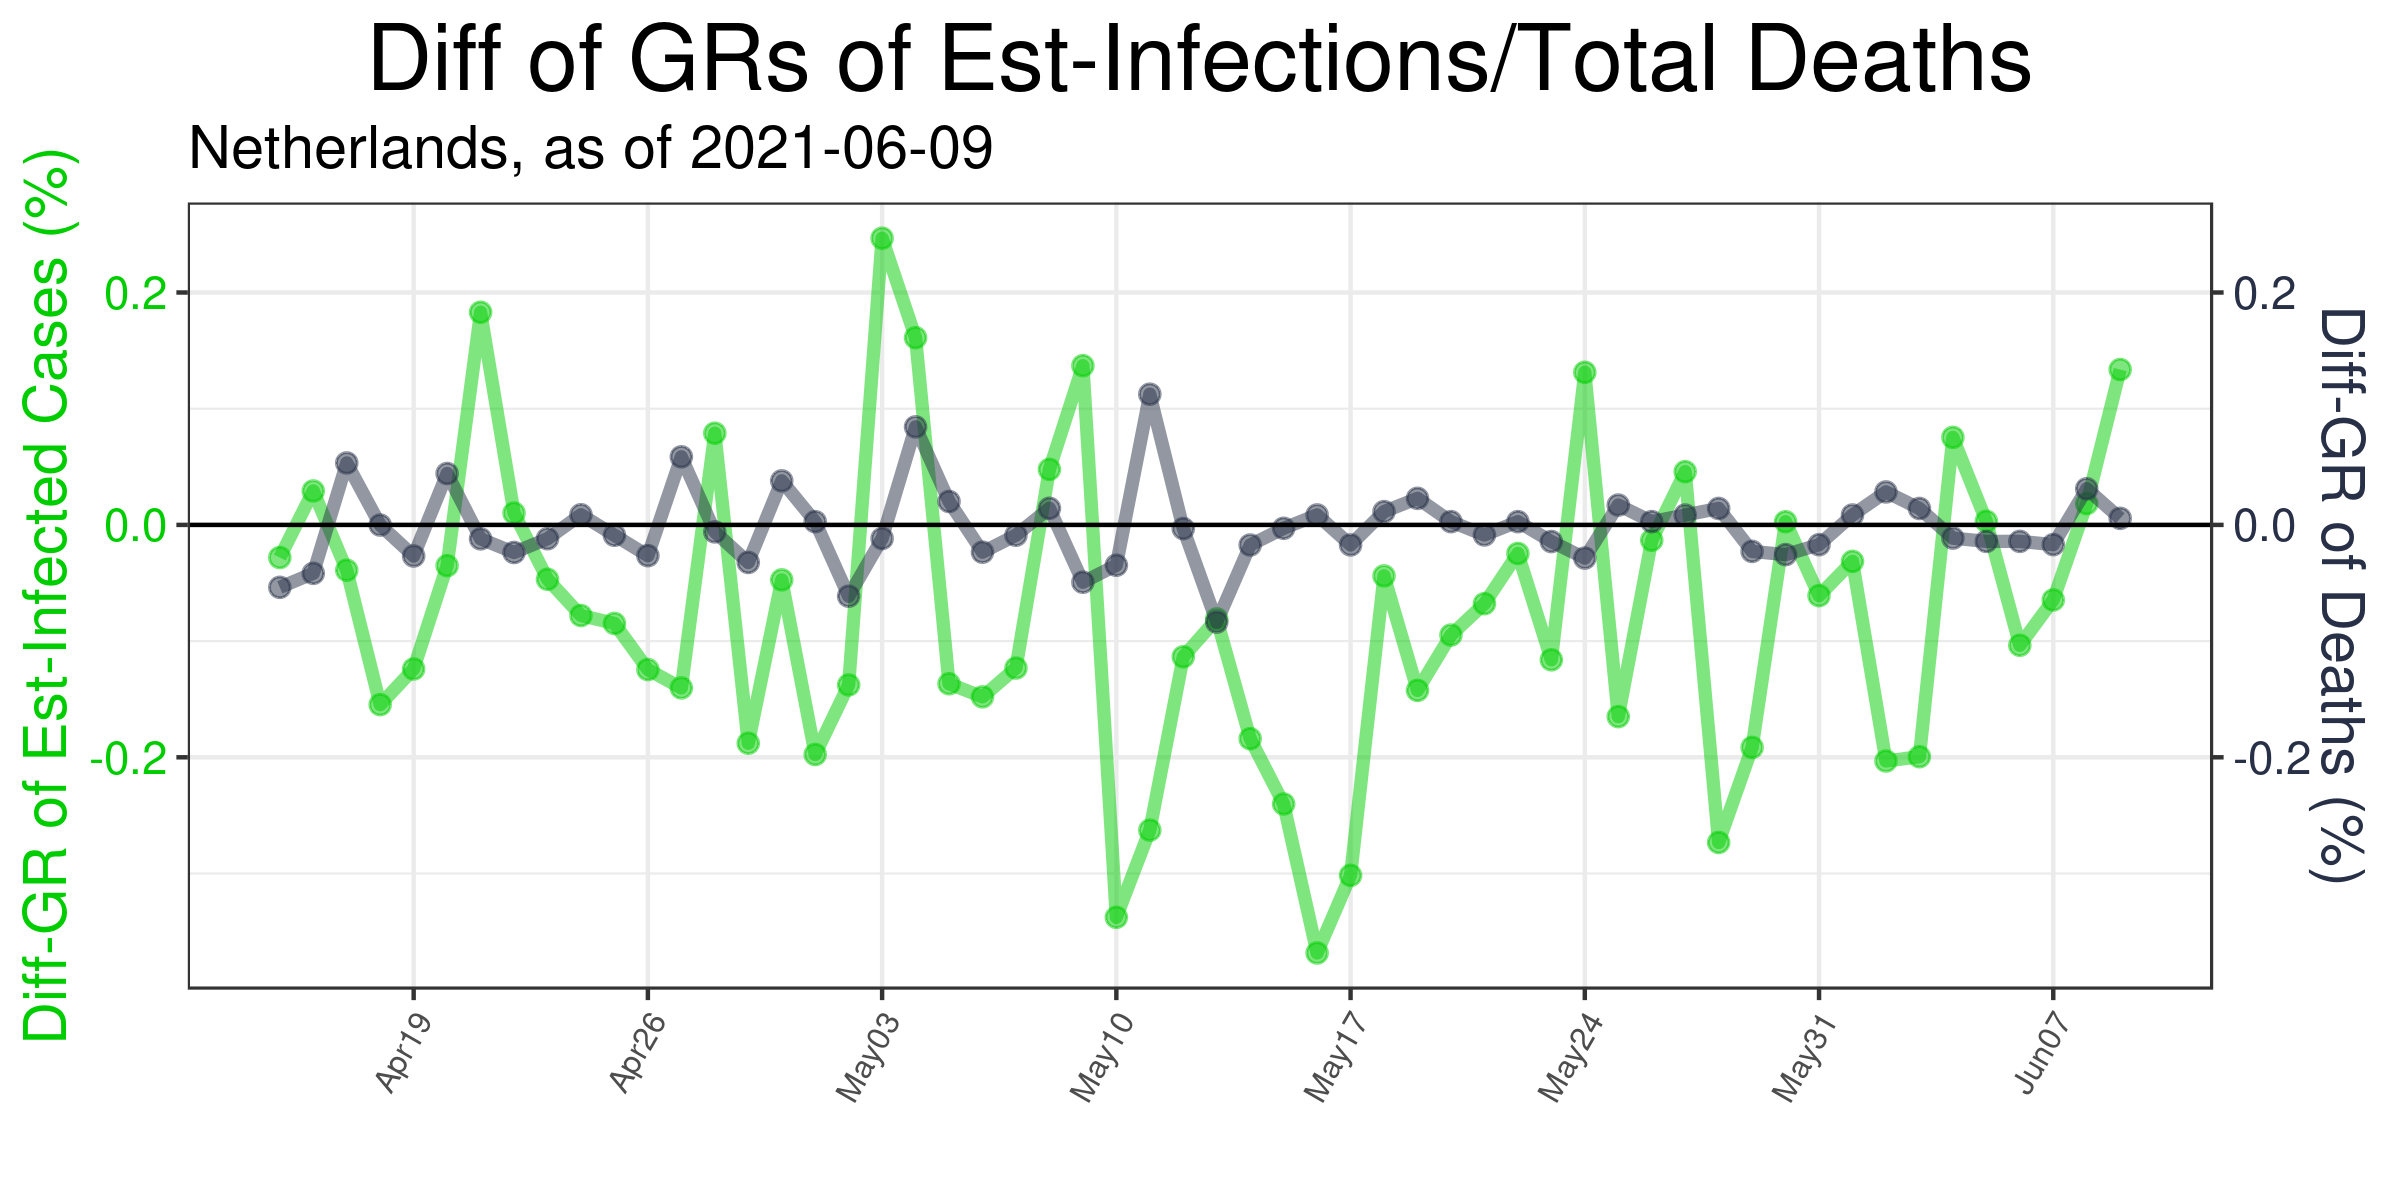 Diff of GRs of Est-Infections/Total Deaths
Netherlands, as of 2021-06-09
Diff-GR of Est-Infected Cases (%)
0.2
0.0
-0.2
0.2
0.0
-0.2
Diff-GR of Deaths (%)
Apr19
Apr26
May03
May10
May17
May24
May31
Jun07